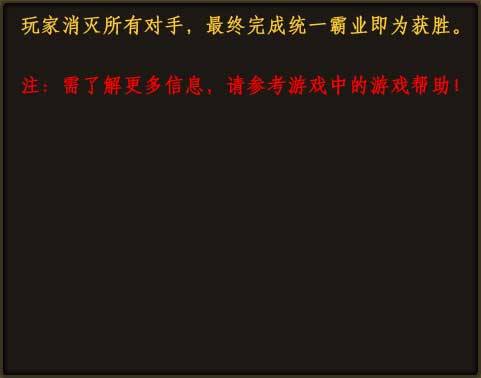 玩家消灭所有对手，最终完成统一霸业即为获胜。
注：需了解更多信息，请参考游戏中的游戏帮助！